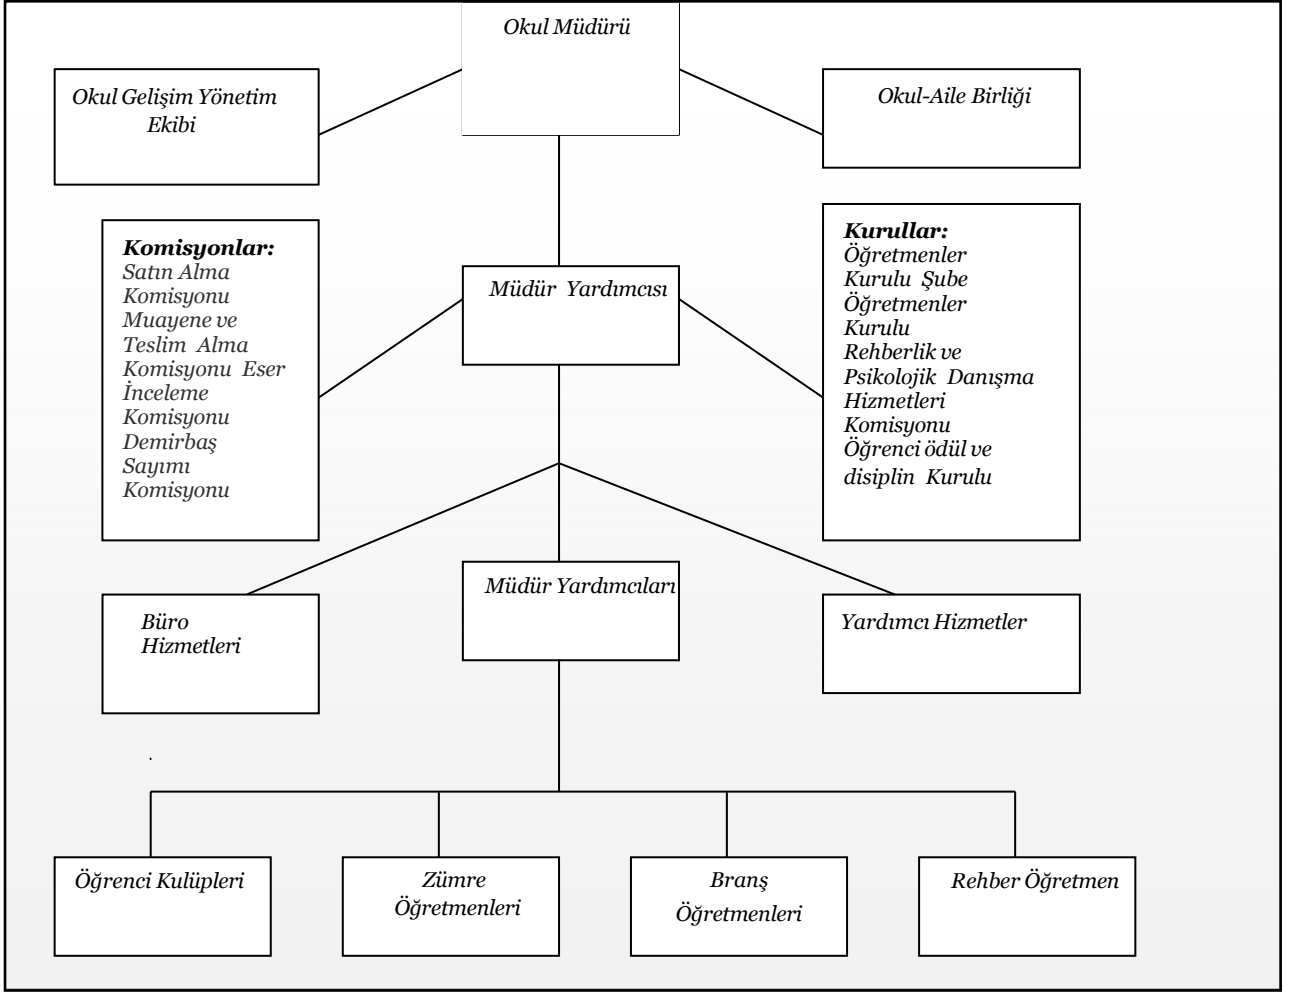 Okul Müdürü
Okul Gelişim Yönetim
Ekibi
Okul-Aile Birliği
Komisyonlar:
Satın Alma
Komisyonu
Muayene ve
Teslim Alma
Komisyonu Eser
İnceleme
Komisyonu
Demirbaş
Sayımı
Komisyonu
Müdür Yardımcısı
Kurullar:
Öğretmenler
Kurulu Şube
Öğretmenler
Kurulu
Rehberlik ve
Psikolojik Danışma
Hizmetleri
Komisyonu
Öğrenci ödül ve
disiplin Kurulu
Büro
Hizmetleri
Müdür Yardımcıları
Yardımcı Hizmetler
.
Öğrenci Kulüpleri
Zümre
Öğretmenleri
Branş
Öğretmenleri
Rehber Öğretmen